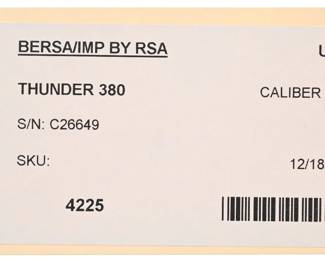 BERSA/IMP BY RSA U
THUNDER 380 CALIBER
S/N: C26649
SKU: 12/18
4225